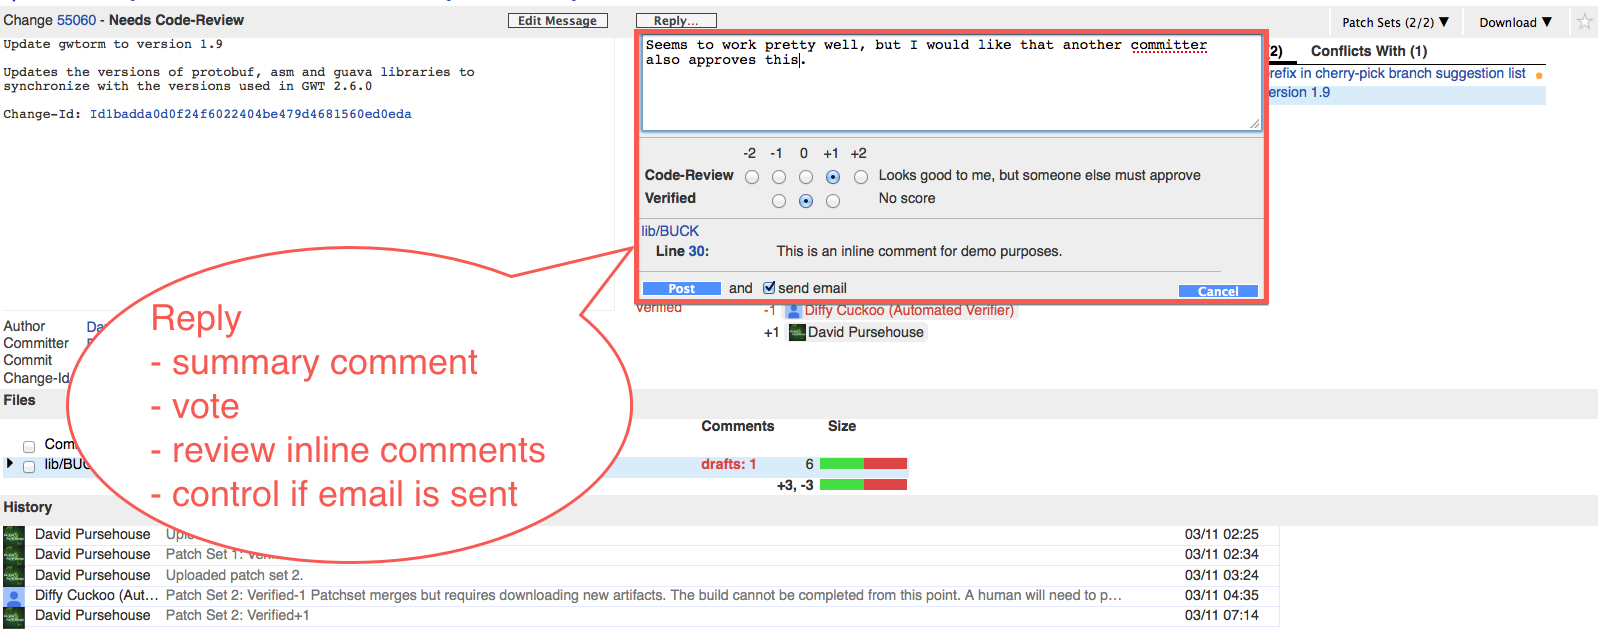 Change 55060 - Needs Code-Review
Edit Message
Reply...
Patch Sets (2/2) ▼
Download ▼
Update gwtorm to version 1.9
Updates the versions of protobuf, asm and guava libraries to
synchronize with the versions used in GWT 2.6.0
Change-Id: Id1badda0d0f24f6022404be479d4681560ed0eda
Seems to work pretty well, but I would like that another committer
also approves this.
2)
Conflicts With (1)
refix in cherry-pick branch suggestion list
ersion 1.9
-2 -1 0 +1 +2
Code-Review Looks good to me, but someone else must approve
Verified No score
lib/BUCK
Line 30: This is an inline comment for demo purposes.
Post and send email
Cancel
Verified -1 Diffy Cuckoo (Automated Verifier)
+1 David Pursehouse
Reply
- summary comment
- vote
- review inline comments
- control if email is sent
Author Da
Committer
Commit
Change-Id
Files
Comments Size
Com
lib/BUC drafts: 1 6
+3, -3
History
David Pursehouse Uplo 03/11 02:25
David Pursehouse Patch Set 1: Ver 03/11 02:34
David Pursehouse Uploaded patch set 2. 03/11 03:24
Diffy Cuckoo (Aut... Patch Set 2: Verified-1 Patchset merges but requires downloading new artifacts. The build cannot be completed from this point. A human will need to p... 03/11 04:35
David Pursehouse Patch Set 2: Verified+1 03/11 07:14